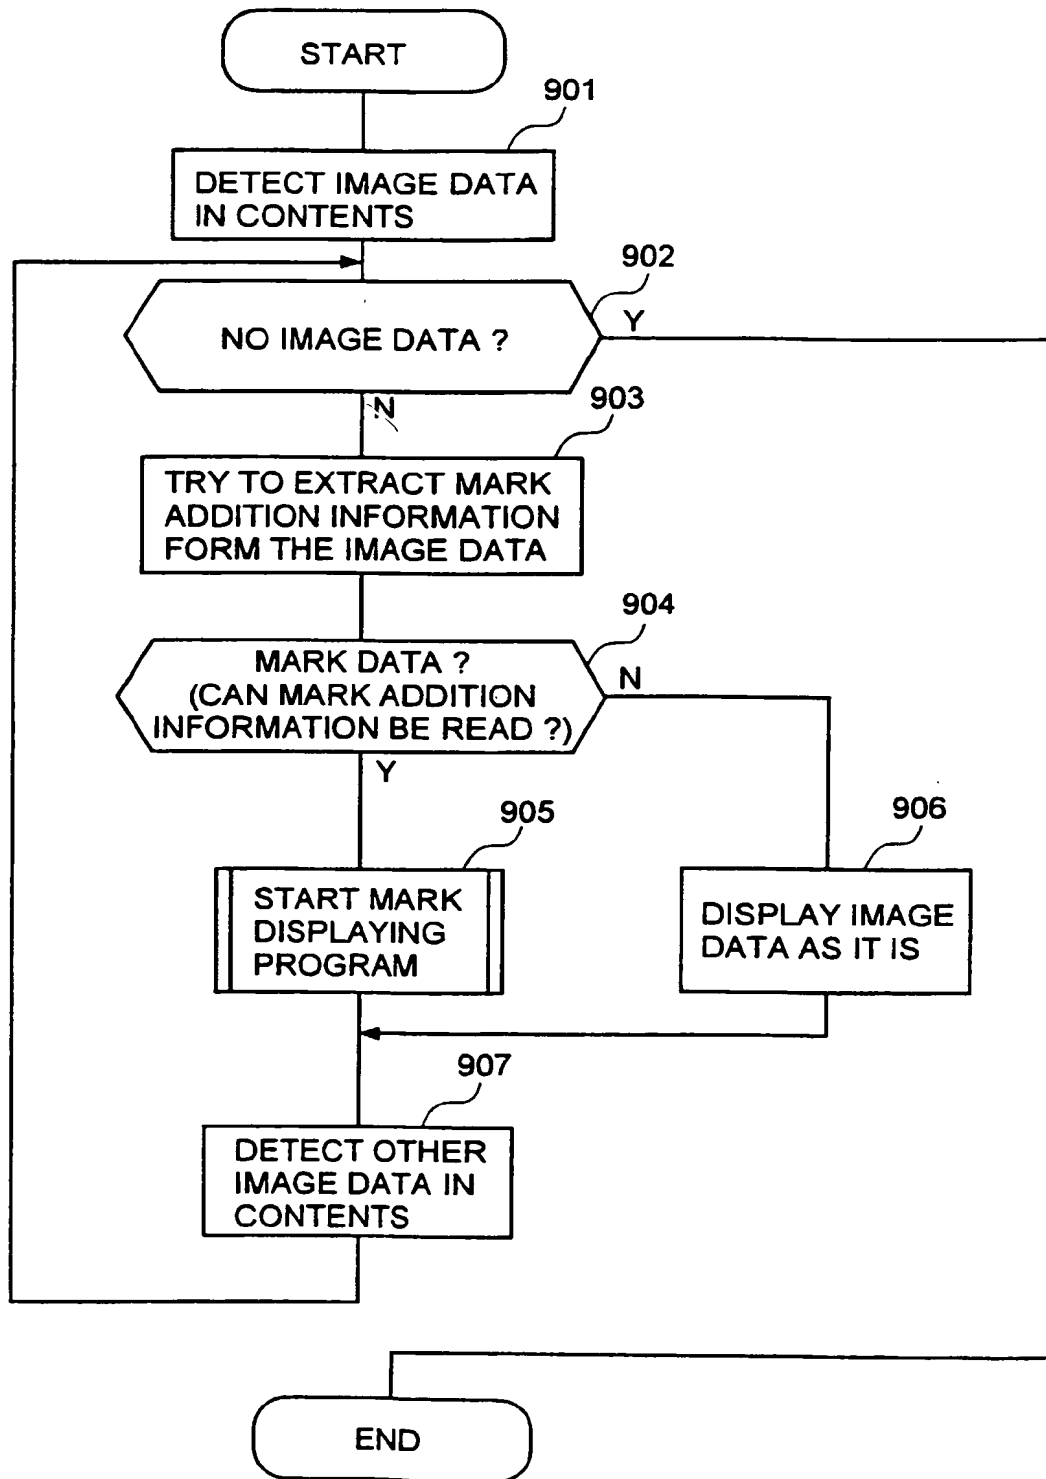 START
901
DETECT IMAGE DATA
IN CONTENTS
902
NO IMAGE DATA ?
Y
N
903
TRY TO EXTRACT MARK
ADDITION INFORMATION
FORM THE IMAGE DATA
904
MARK DATA ?
(CAN MARK ADDITION
INFORMATION BE READ ?)
N
Y
905
START MARK
DISPLAYING
PROGRAM
906
DISPLAY IMAGE
DATA AS IT IS
907
DETECT OTHER
IMAGE DATA IN
CONTENTS
END